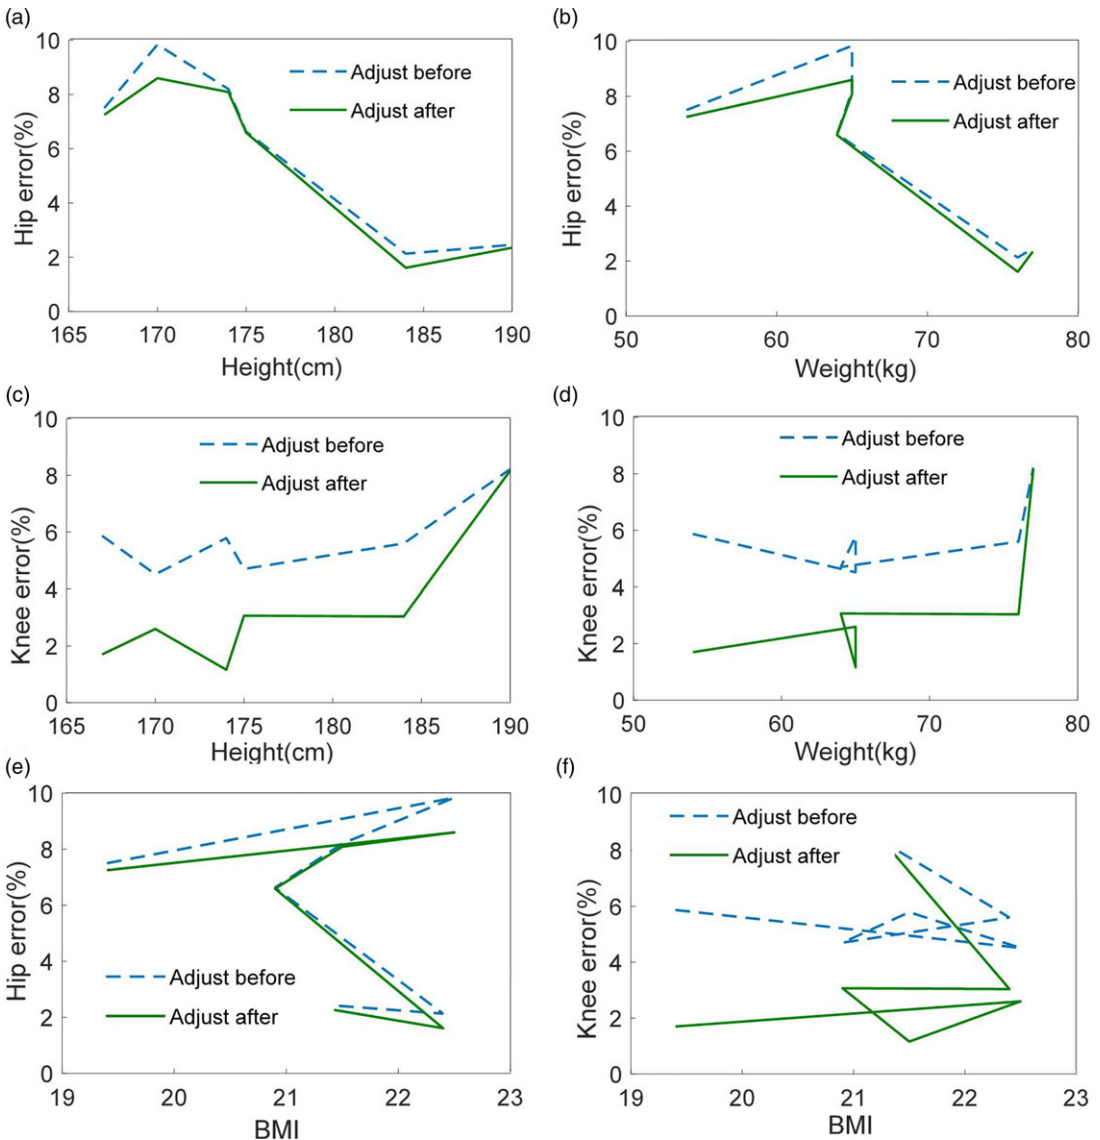 (a)
10
8
6
4
2
0
Hip error(%)
Adjust before
Adjust after
165 170 175 180 185 190
Height(cm)
(b)
10
8
6
4
2
0
Hip error(%)
Adjust before
Adjust after
50 60 70 80
Weight(kg)
(c)
10
8
6
4
2
0
Knee error(%)
Adjust before
Adjust after
165 170 175 180 185 190
Height(cm)
(d)
10
8
6
4
2
0
Knee error(%)
Adjust before
Adjust after
50 60 70 80
Weight(kg)
(e)
10
8
6
4
2
0
Hip error(%)
Adjust before
Adjust after
19 20 21 22 23
BMI
(f)
10
8
6
4
2
0
Knee error(%)
Adjust before
Adjust after
19 20 21 22 23
BMI